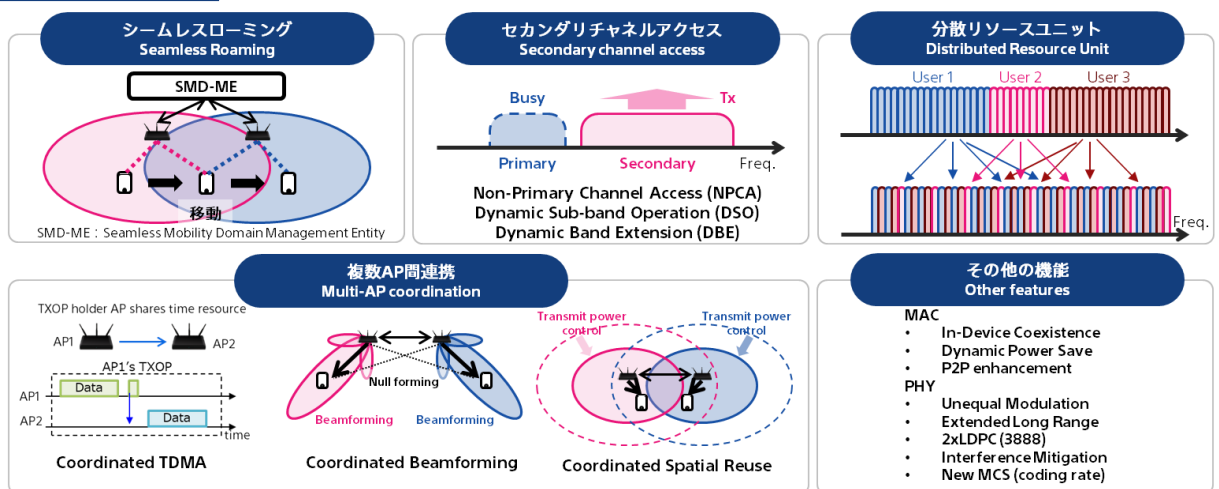 シームレスローミング
Seamless Roaming
SMD-ME
移動
SMD-ME：Seamless Mobility Domain Management Entity
セカンダリチャネルアクセス
Secondary channel access
Busy
Tx
Primary
Secondary
Freq.
Non-Primary Channel Access (NPCA)
Dynamic Sub-band Operation (DSO)
Dynamic Band Extension (DBE)
分散リソースユニット
Distributed Resource Unit
User 1
User 2
User 3
Freq.
複数AP間連携
Multi-AP coordination
TXOP holder AP shares time resource
AP1
AP2
AP1's TXOP
AP1
Data
AP2
Data
time
Coordinated TDMA
Null forming
Beamforming
Beamforming
Coordinated Beamforming
Transmit power
control
Transmit power
control
Coordinated Spatial Reuse
その他の機能
Other features
MAC
• In-Device Coexistence
• Dynamic Power Save
• P2P enhancement
PHY
• Unequal Modulation
• Extended Long Range
• 2xLDPC (3888)
• Interference Mitigation
• New MCS (coding rate)